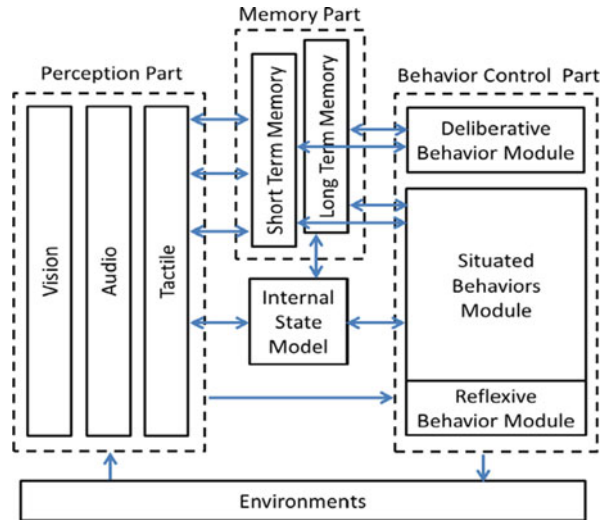 Memory Part
Perception Part
Behavior Control Part
Vision
Audio
Tactile
Short Term Memory
Long Term Memory
Deliberative
Behavior Module
Situated
Behaviors
Module
Internal
State
Model
Reflexive
Behavior Module
Environments